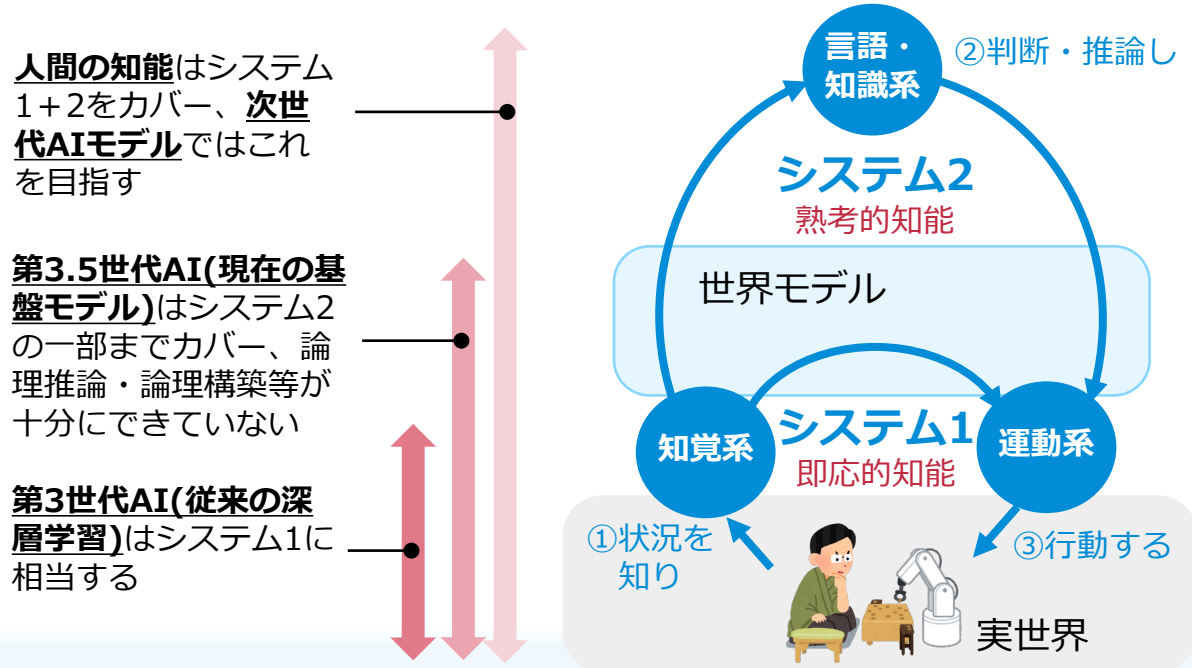 人間の知能はシステム
1+2をカバー、次世
代AIモデルではこれ
を目指す
第3.5世代AI(現在の基
盤モデル)はシステム2
の一部までカバー、論
理推論・論理構築等が
十分にできていない
第3世代AI(従来の深
層学習)はシステム1に
相当する
言語・
知識系
②判断・推論し
システム2
熟考的知能
世界モデル
知覚系
システム1
即応的知能
運動系
①状況を
知り
③行動する
実世界